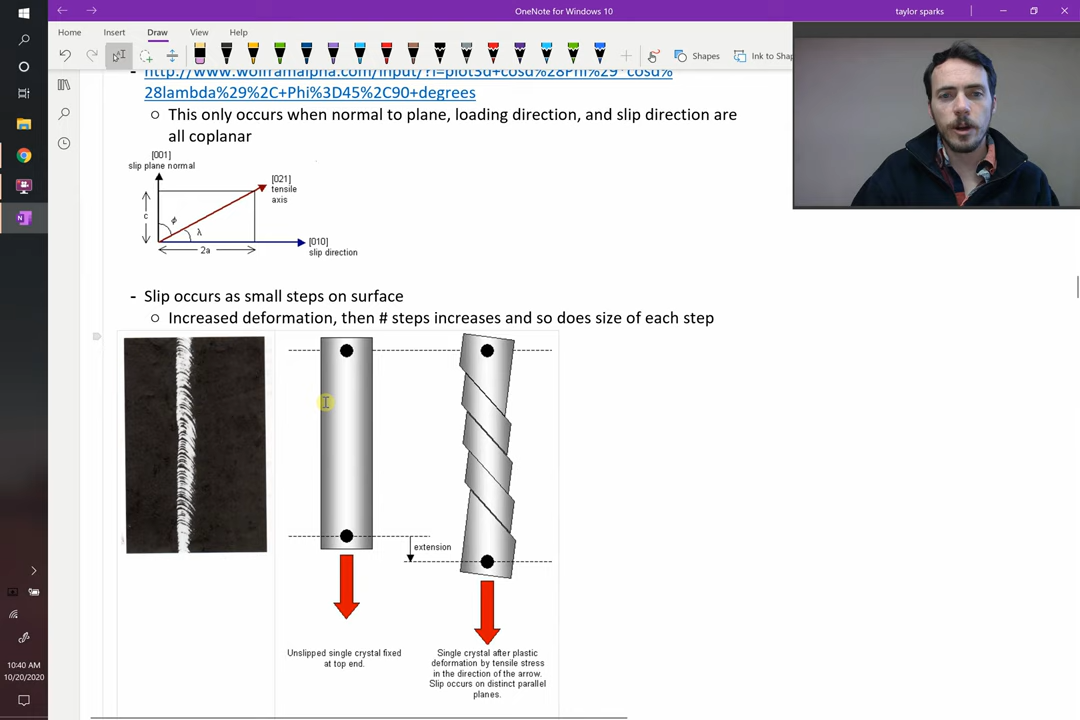 OneNote for Windows 10
taylor sparks
Home
Insert
Draw
View
Help
Shapes
Ink to Shap
- http://www.wolframalpha.com/input/?i=plot3d+cosd%28Phi%29*cosd%
28lambda%29%2C+Phi%3D45%2C90+degrees
○ This only occurs when normal to plane, loading direction, and slip direction are
all coplanar
[001]
slip plane normal
[021]
tensile
axis
c
ϕ
λ
2a
[010]
slip direction
- Slip occurs as small steps on surface
○ Increased deformation, then # steps increases and so does size of each step
extension
Unslipped single crystal fixed
at top end.
Single crystal after plastic
deformation by tensile stress
in the direction of the arrow.
Slip occurs on distinct parallel
planes.
10:40 AM
10/20/2020